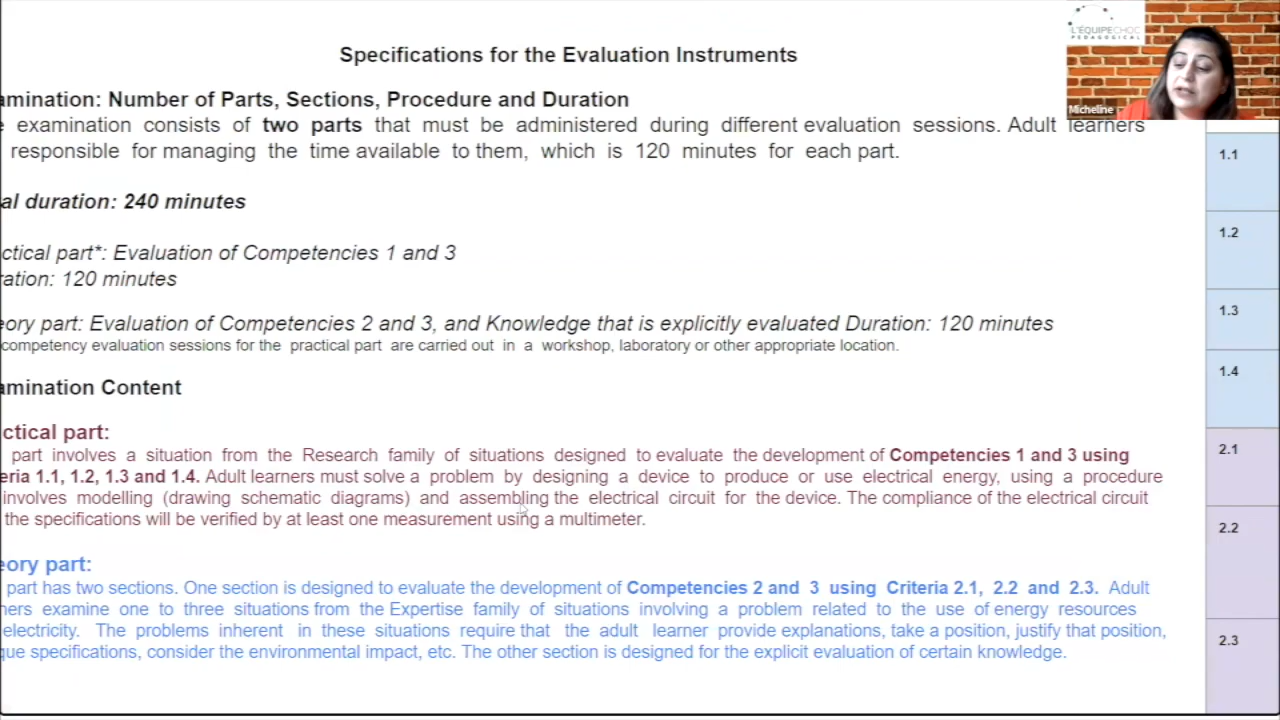 L'ÉQUIPECHOC
PEDAGOGICAL
Micheline
Specifications for the Evaluation Instruments
amination: Number of Parts, Sections, Procedure and Duration
e examination consists of two parts that must be administered during different evaluation sessions. Adult learners
responsible for managing the time available to them, which is 120 minutes for each part.
al duration: 240 minutes
ctical part*: Evaluation of Competencies 1 and 3
ration: 120 minutes
eory part: Evaluation of Competencies 2 and 3, and Knowledge that is explicitly evaluated Duration: 120 minutes
competency evaluation sessions for the practical part are carried out in a workshop, laboratory or other appropriate location.
amination Content
ctical part:
part involves a situation from the Research family of situations designed to evaluate the development of Competencies 1 and 3 using
eria 1.1, 1.2, 1.3 and 1.4. Adult learners must solve a problem by designing a device to produce or use electrical energy, using a procedure
involves modelling (drawing schematic diagrams) and assembling the electrical circuit for the device. The compliance of the electrical circuit
the specifications will be verified by at least one measurement using a multimeter.
eory part:
part has two sections. One section is designed to evaluate the development of Competencies 2 and 3 using Criteria 2.1, 2.2 and 2.3. Adult
ners examine one to three situations from the Expertise family of situations involving a problem related to the use of energy resources
electricity. The problems inherent in these situations require that the adult learner provide explanations, take a position, justify that position,
que specifications, consider the environmental impact, etc. The other section is designed for the explicit evaluation of certain knowledge.
1.1
1.2
1.3
1.4
2.1
2.2
2.3